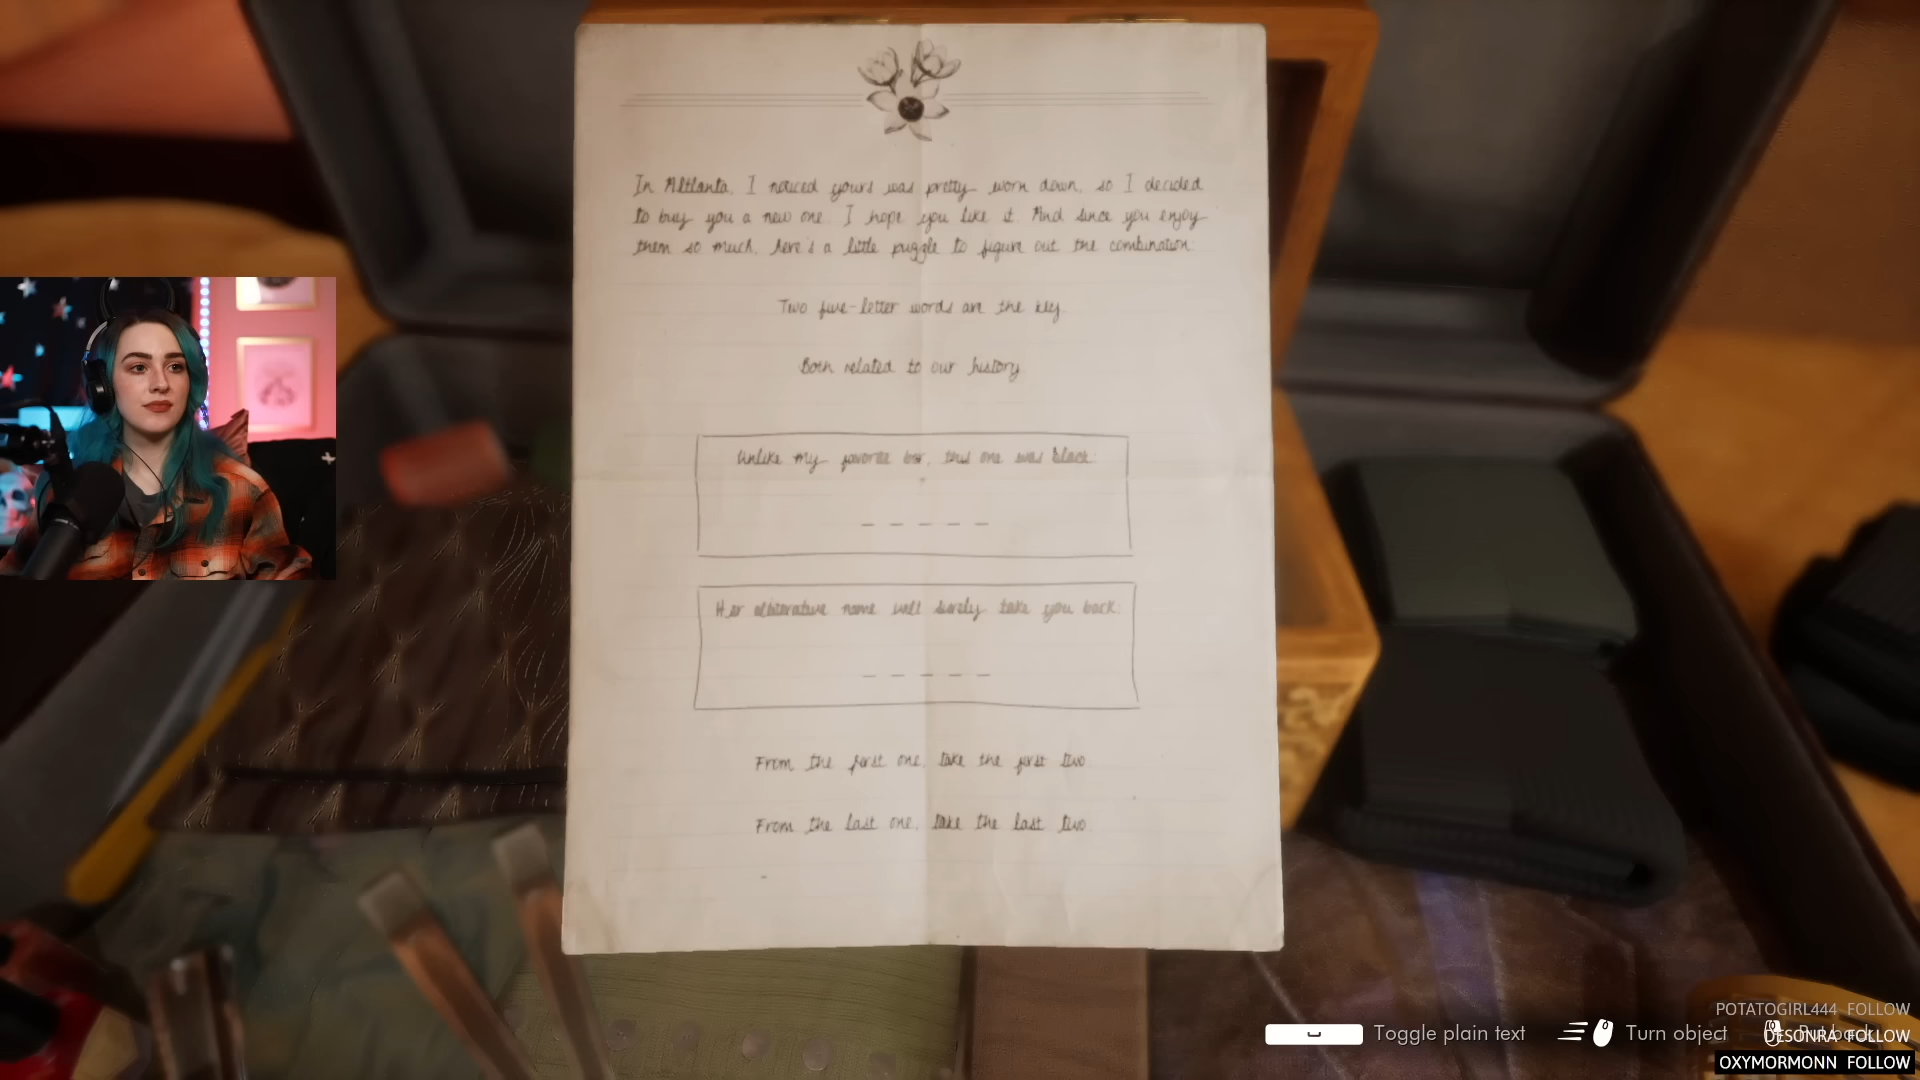 In Altlanta, I noticed yours was pretty worn down, so I decided
to buy you a new one. I hope you like it. And since you enjoy
them so much, here's a little puzzle to figure out the combination:
Two five-letter words are the key.
Both related to our history.
Unlike my favorite bar, this one was black:
_ _ _ _ _
Her alliterative name will surely take you back:
_ _ _ _ _
From the first one, take the first two
From the last one, take the last two.
Toggle plain text
Turn object
POTATOGIRL444 FOLLOW
DESONRA FOLLOW
OXYMORMONN FOLLOW